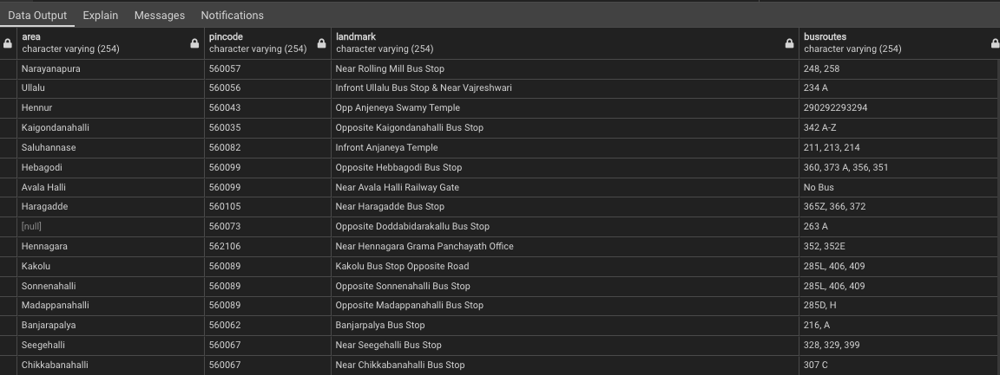 Data Output Explain Messages Notifications
area pincode landmark busroutes
character varying (254) character varying (254) character varying (254) character varying (254)
Narayanapura 560057 Near Rolling Mill Bus Stop 248, 258
Ullalu 560056 Infront Ullalu Bus Stop & Near Vajreshwari 234 A
Hennur 560043 Opp Anjeneya Swamy Temple 290292293294
Kaigondanahalli 560035 Opposite Kaigondanahalli Bus Stop 342 A-Z
Saluhannase 560082 Infront Anjaneya Temple 211, 213, 214
Hebagodi 560099 Opposite Hebbagodi Bus Stop 360, 373 A, 356, 351
Avala Halli 560099 Near Avala Halli Railway Gate No Bus
Haragadde 560105 Near Haragadde Bus Stop 365Z, 366, 372
[null] 560073 Opposite Doddabidarakallu Bus Stop 263 A
Hennagara 562106 Near Hennagara Grama Panchayath Office 352, 352E
Kakolu 560089 Kakolu Bus Stop Opposite Road 285L, 406, 409
Sonnenahalli 560089 Opposite Sonnenahalli Bus Stop 285L, 406, 409
Madappanahalli 560089 Opposite Madappanahalli Bus Stop 285D, H
Banjarapalya 560062 Banjarpalya Bus Stop 216, A
Seegehalli 560067 Near Seegehalli Bus Stop 328, 329, 399
Chikkabanahalli 560067 Near Chikkabanahalli Bus Stop 307 C